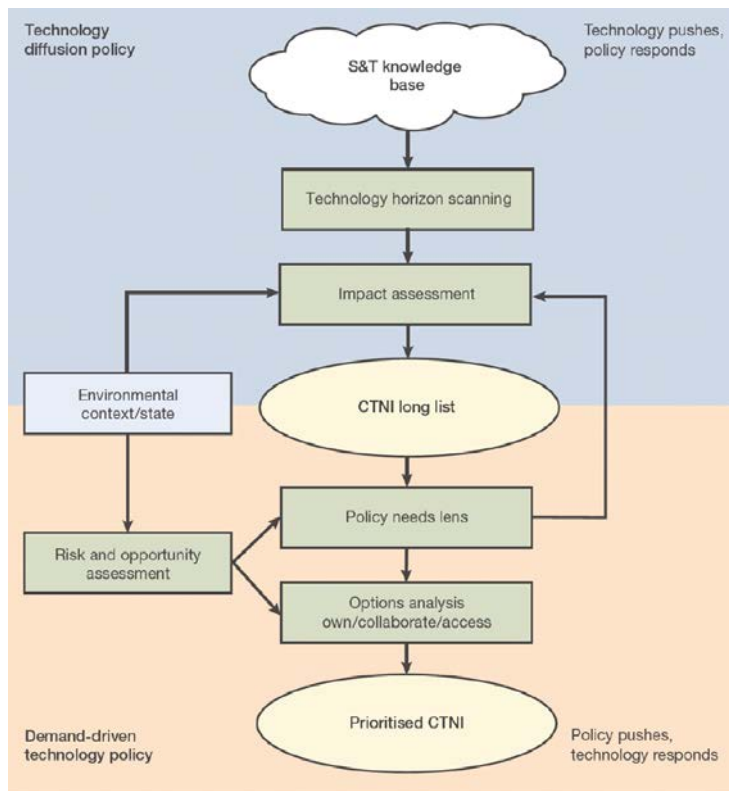 Technology
diffusion policy
Technology pushes,
policy responds
S&T knowledge
base
Technology horizon scanning
Impact assessment
Environmental
context/state
CTNI long list
Policy needs lens
Risk and opportunity
assessment
Options analysis
own/collaborate/access
Prioritised CTNI
Demand-driven
technology policy
Policy pushes,
technology responds